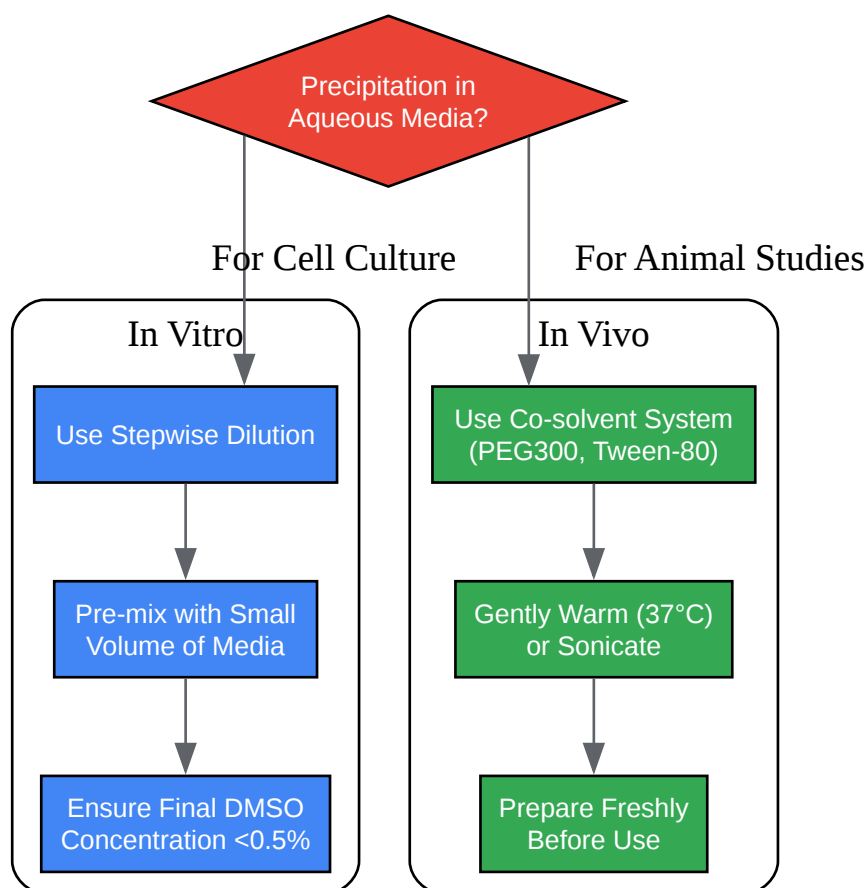 Precipitation in
Aqueous Media?
For Cell Culture
For Animal Studies
In Vitro
Use Stepwise Dilution
Pre-mix with Small
Volume of Media
Ensure Final DMSO
Concentration <0.5%
In Vivo
Use Co-solvent System
(PEG300, Tween-80)
Gently Warm (37°C)
or Sonicate
Prepare Freshly
Before Use